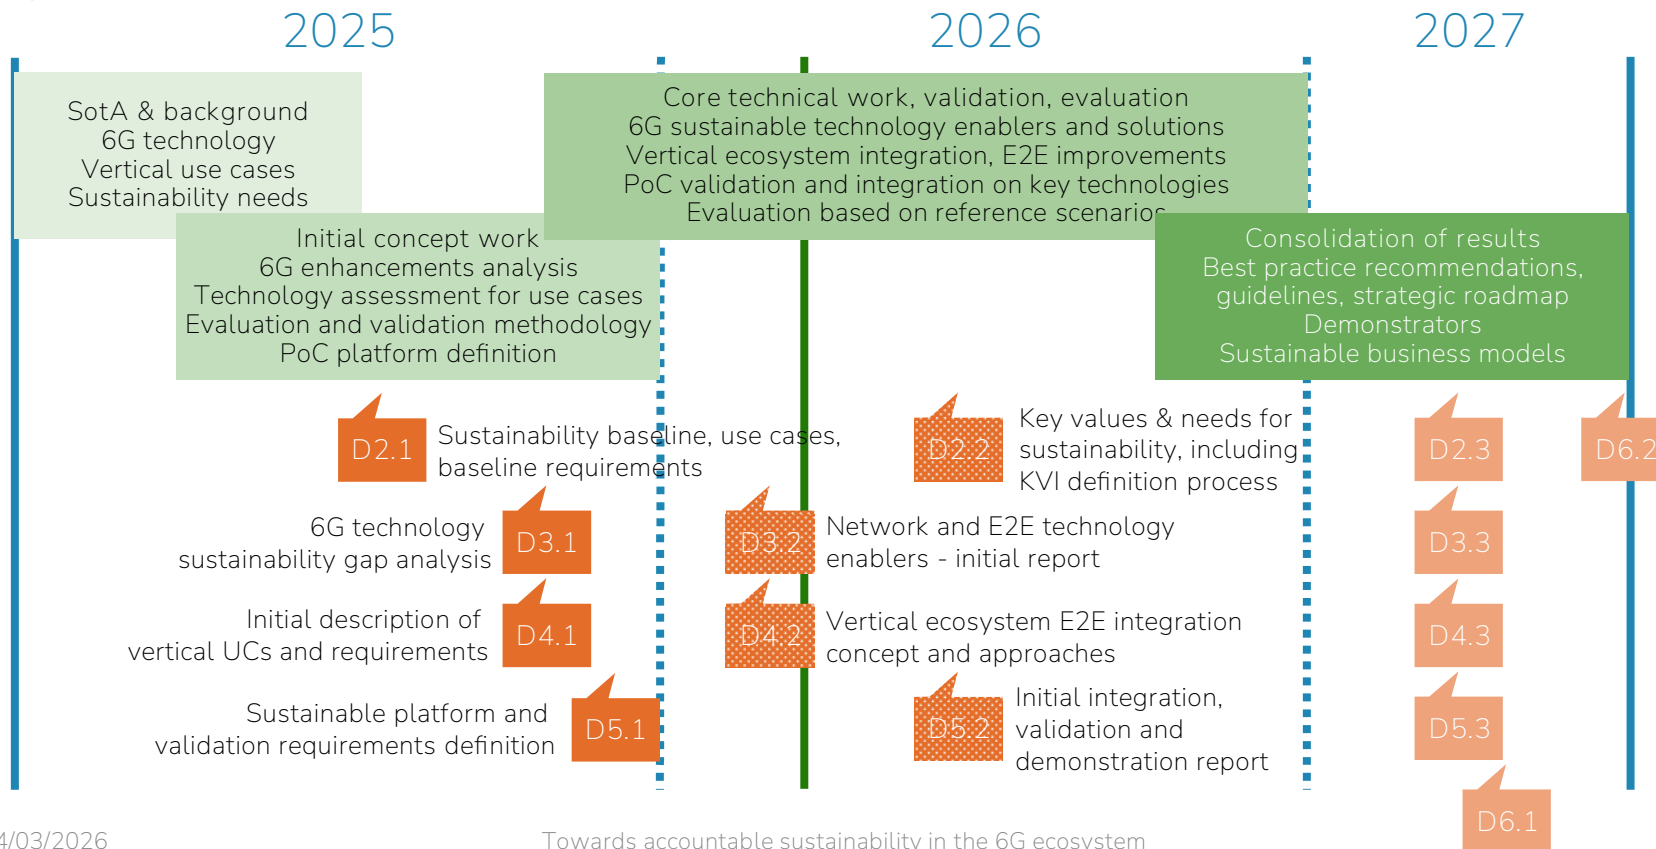 2025
2026
2027
SotA & background
6G technology
Vertical use cases
Sustainability needs
Initial concept work
6G enhancements analysis
Technology assessment for use cases
Evaluation and validation methodology
PoC platform definition
Core technical work, validation, evaluation
6G sustainable technology enablers and solutions
Vertical ecosystem integration, E2E improvements
PoC validation and integration on key technologies
Evaluation based on reference scenarios
Consolidation of results
Best practice recommendations,
guidelines, strategic roadmap
Demonstrators
Sustainable business models
D2.1
Sustainability baseline, use cases,
baseline requirements
D2.2
Key values & needs for
sustainability, including
KVI definition process
D2.3
D6.2
6G technology
sustainability gap analysis
D3.1
D3.2
Network and E2E technology
enablers - initial report
D3.3
Initial description of
vertical UCs and requirements
D4.1
D4.2
Vertical ecosystem E2E integration
concept and approaches
D4.3
Sustainable platform and
validation requirements definition
D5.1
D5.2
Initial integration,
validation and
demonstration report
D5.3
D6.1
4/03/2026
Towards accountable sustainability in the 6G ecosystem